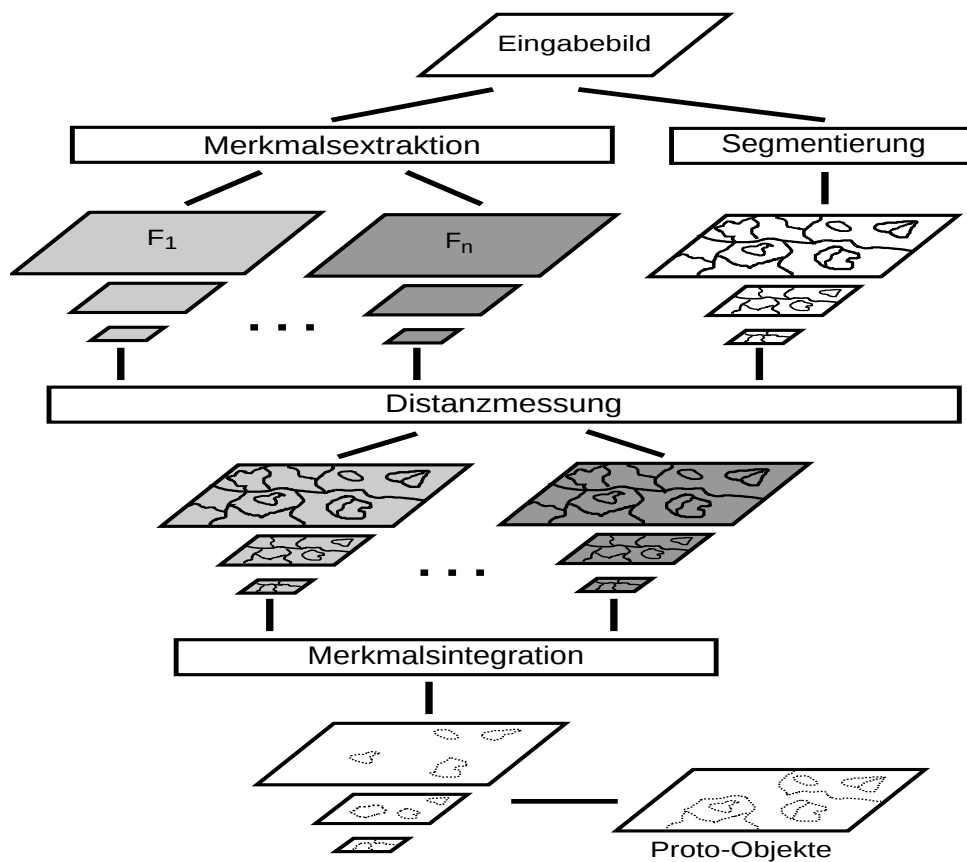 Eingabebild
Merkmalsextraktion
Segmentierung
F1
Fn
. . .
Distanzmessung
. . .
Merkmalsintegration
Proto-Objekte